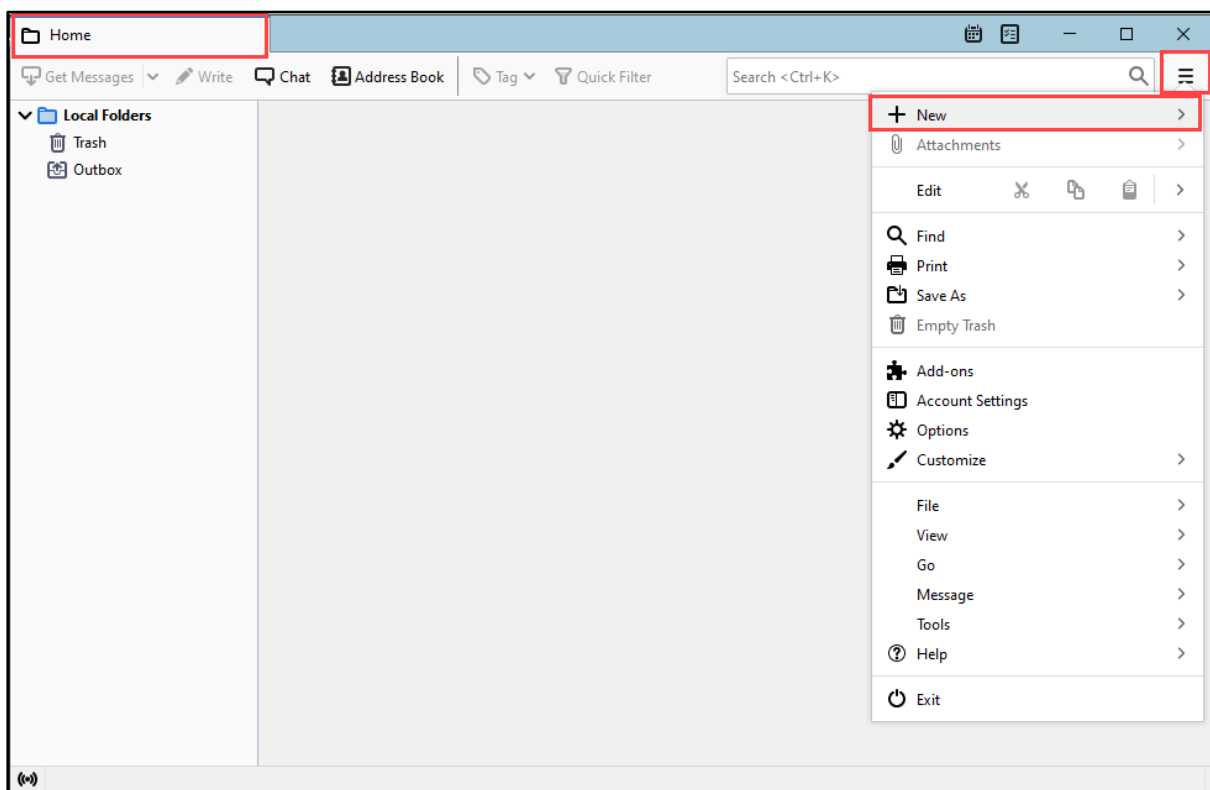 Home
Get Messages Write Chat Address Book Tag Quick Filter Search <Ctrl+K>
Local Folders
Trash
Outbox
New
Attachments
Edit
Find
Print
Save As
Empty Trash
Add-ons
Account Settings
Options
Customize
File
View
Go
Message
Tools
Help
Exit